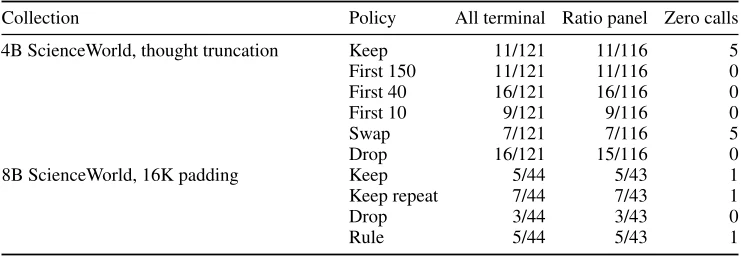 Collection Policy All terminal Ratio panel Zero calls
4B ScienceWorld, thought truncation Keep 11/121 11/116 5
First 150 11/121 11/116 0
First 40 16/121 16/116 0
First 10 9/121 9/116 0
Swap 7/121 7/116 5
Drop 16/121 15/116 0
8B ScienceWorld, 16K padding Keep 5/44 5/43 1
Keep repeat 7/44 7/43 1
Drop 3/44 3/43 0
Rule 5/44 5/43 1